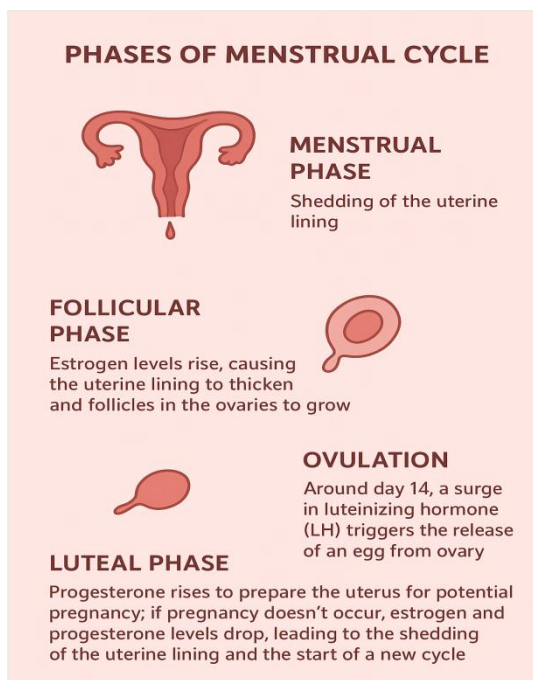 PHASES OF MENSTRUAL CYCLE
MENSTRUAL
PHASE
Shedding of the uterine
lining
FOLLICULAR
PHASE
Estrogen levels rise, causing
the uterine lining to thicken
and follicles in the ovaries to grow
OVULATION
Around day 14, a surge
in luteinizing hormone
(LH) triggers the release
of an egg from ovary
LUTEAL PHASE
Progesterone rises to prepare the uterus for potential
pregnancy; if pregnancy doesn’t occur, estrogen and
progesterone levels drop, leading to the shedding
of the uterine lining and the start of a new cycle